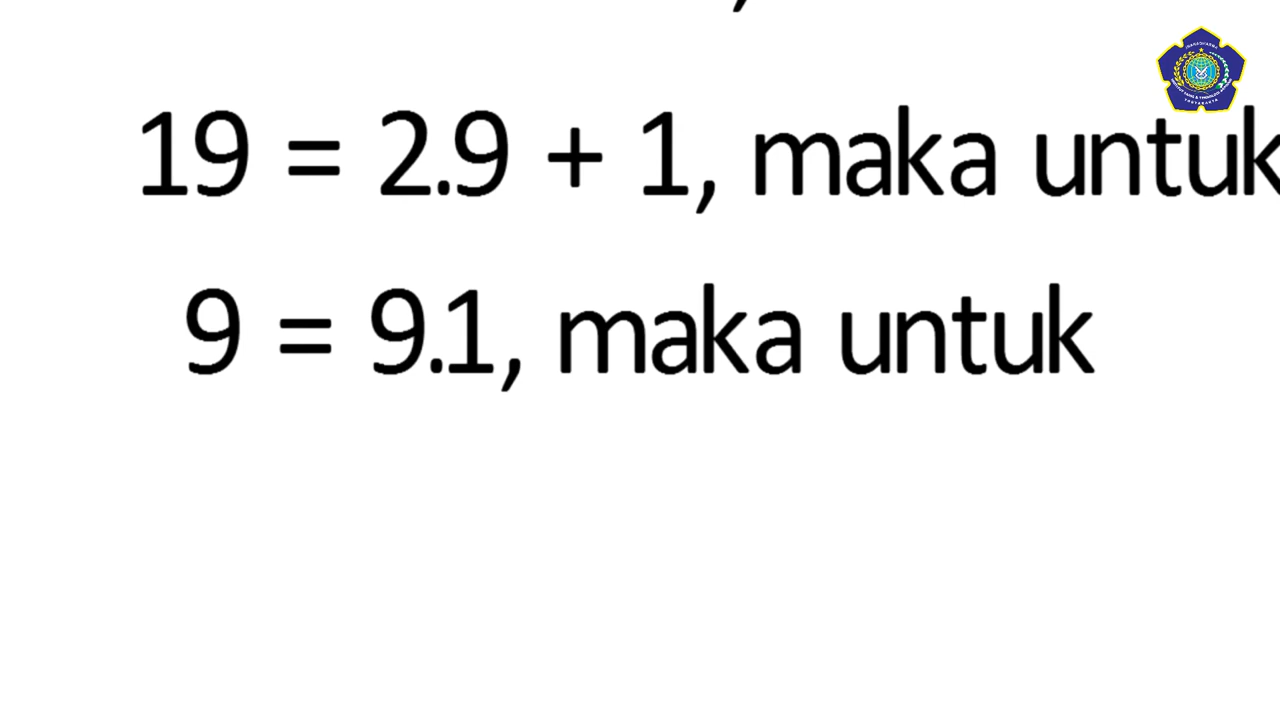 19 = 2.9 + 1, maka untuk
9 = 9.1, maka untuk